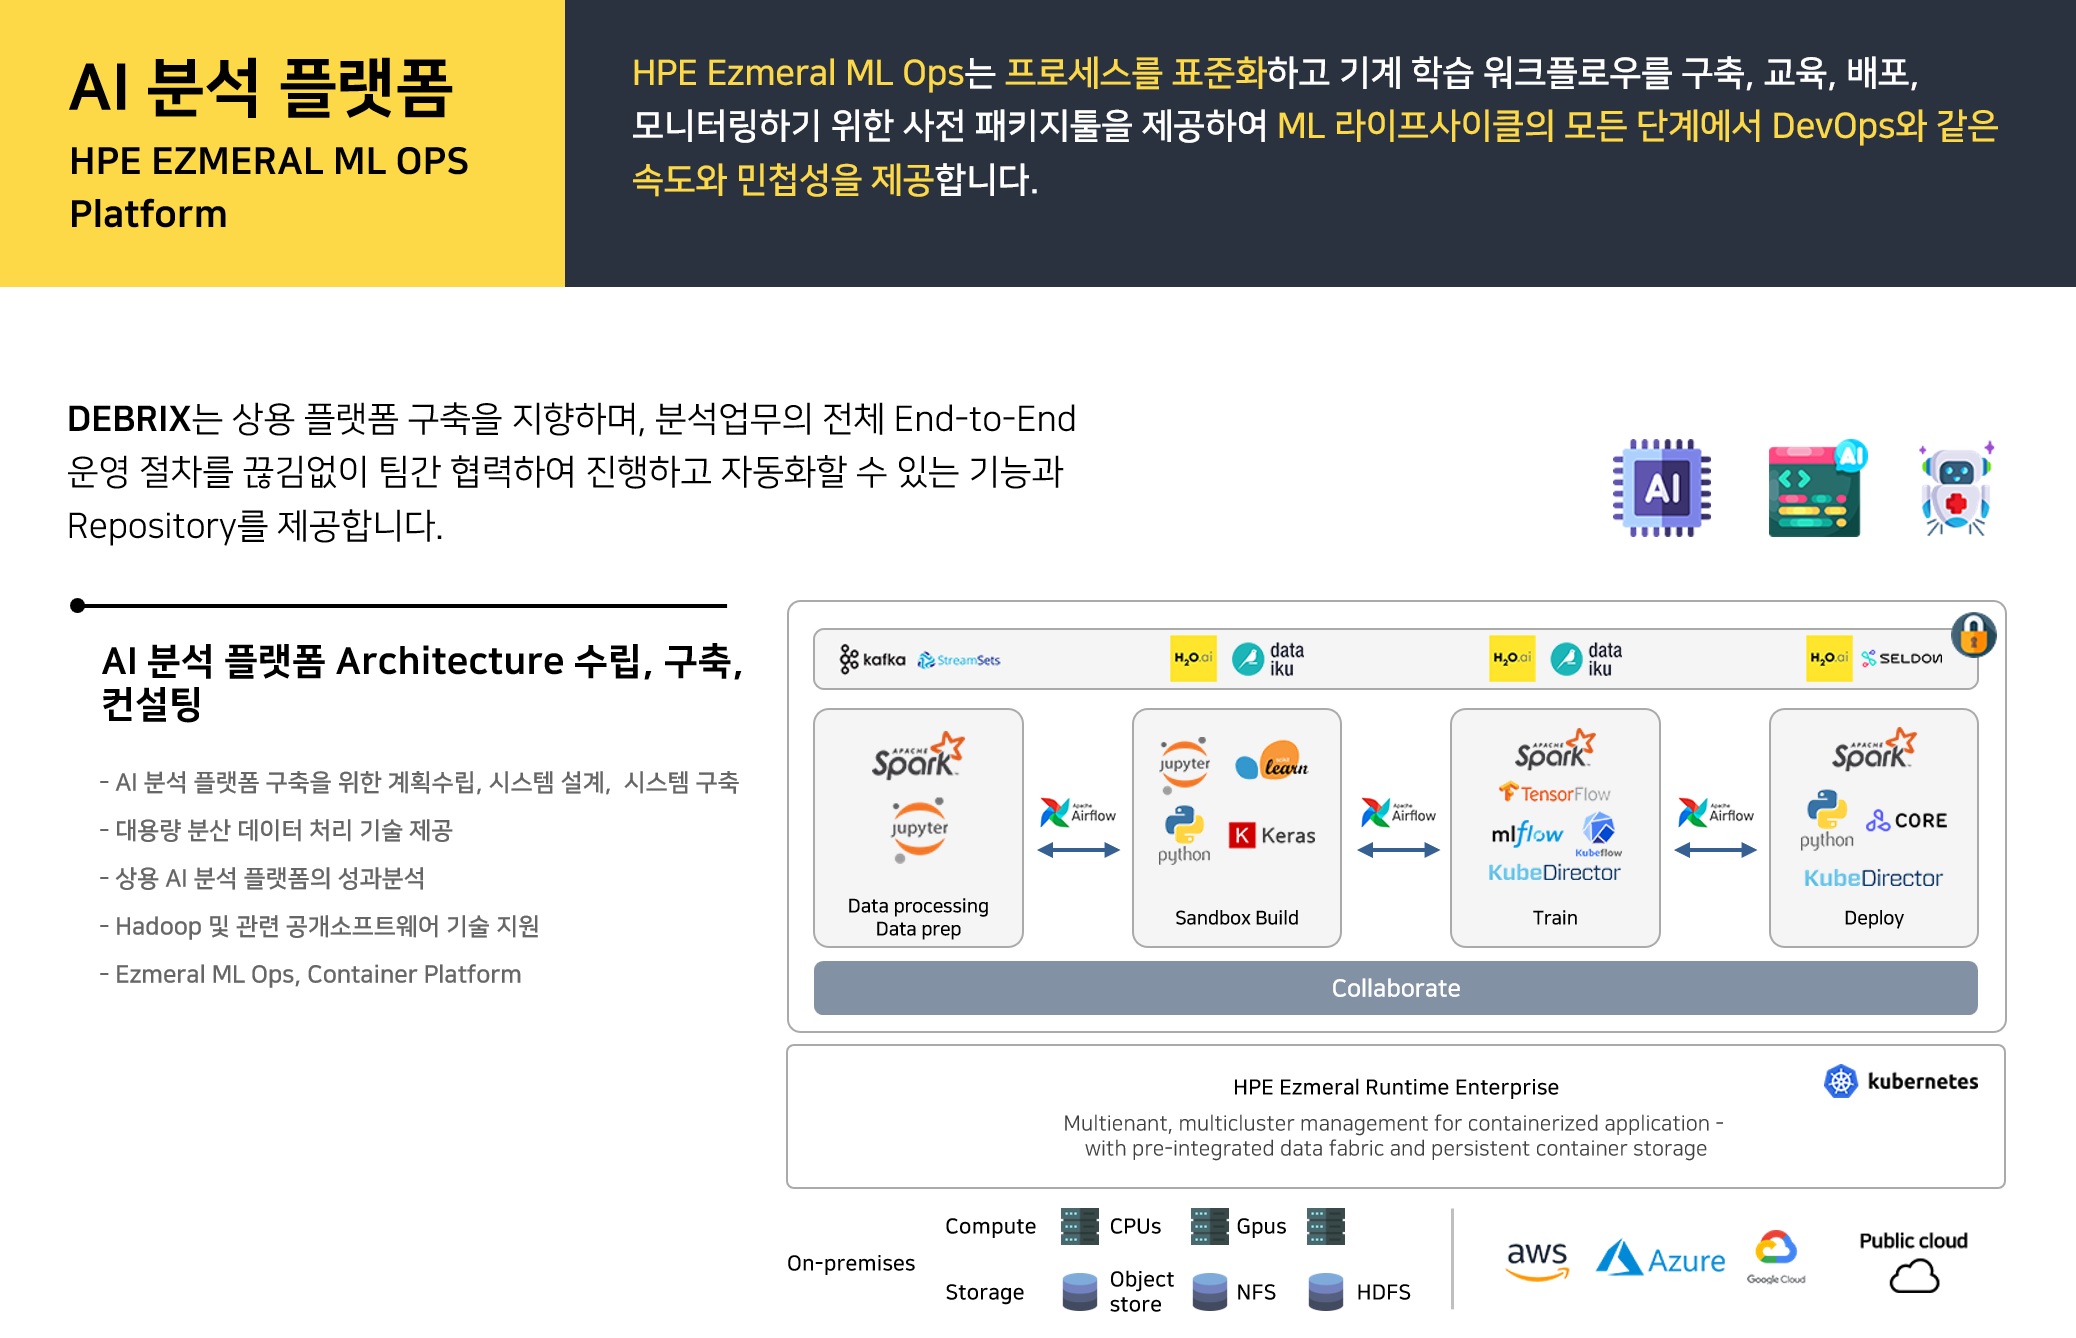 AI 분석 플랫폼
HPE EZMERAL ML OPS
Platform
HPE Ezmeral ML Ops는 프로세스를 표준화하고 기계 학습 워크플로우를 구축, 교육, 배포,
모니터링하기 위한 사전 패키지툴을 제공하여 ML 라이프사이클의 모든 단계에서 DevOps와 같은
속도와 민첩성을 제공합니다.
DEBRIX는 상용 플랫폼 구축을 지향하며, 분석업무의 전체 End-to-End
운영 절차를 끊김없이 팀간 협력하여 진행하고 자동화할 수 있는 기능과
Repository를 제공합니다.
AI
AI
AI 분석 플랫폼 Architecture 수립, 구축,
컨설팅
- AI 분석 플랫폼 구축을 위한 계획수립, 시스템 설계, 시스템 구축
- 대용량 분산 데이터 처리 기술 제공
- 상용 AI 분석 플랫폼의 성과분석
- Hadoop 및 관련 공개소프트웨어 기술 지원
- Ezmeral ML Ops, Container Platform
kafka StreamSets
H2O.ai data iku
H2O.ai data iku
H2O.ai SELDON
APACHE Spark
jupyter
Data processing
Data prep
Apache Airflow
jupyter scikit learn
python K Keras
Sandbox Build
Apache Airflow
APACHE Spark
TensorFlow
mlflow Kubeflow
KubeDirector
Train
Apache Airflow
APACHE Spark
python CORE
KubeDirector
Deploy
Collaborate
HPE Ezmeral Runtime Enterprise
kubernetes
Multienant, multicluster management for containerized application -
with pre-integrated data fabric and persistent container storage
On-premises
Compute CPUs Gpus
Storage Object store NFS HDFS
aws Azure Google Cloud Public cloud